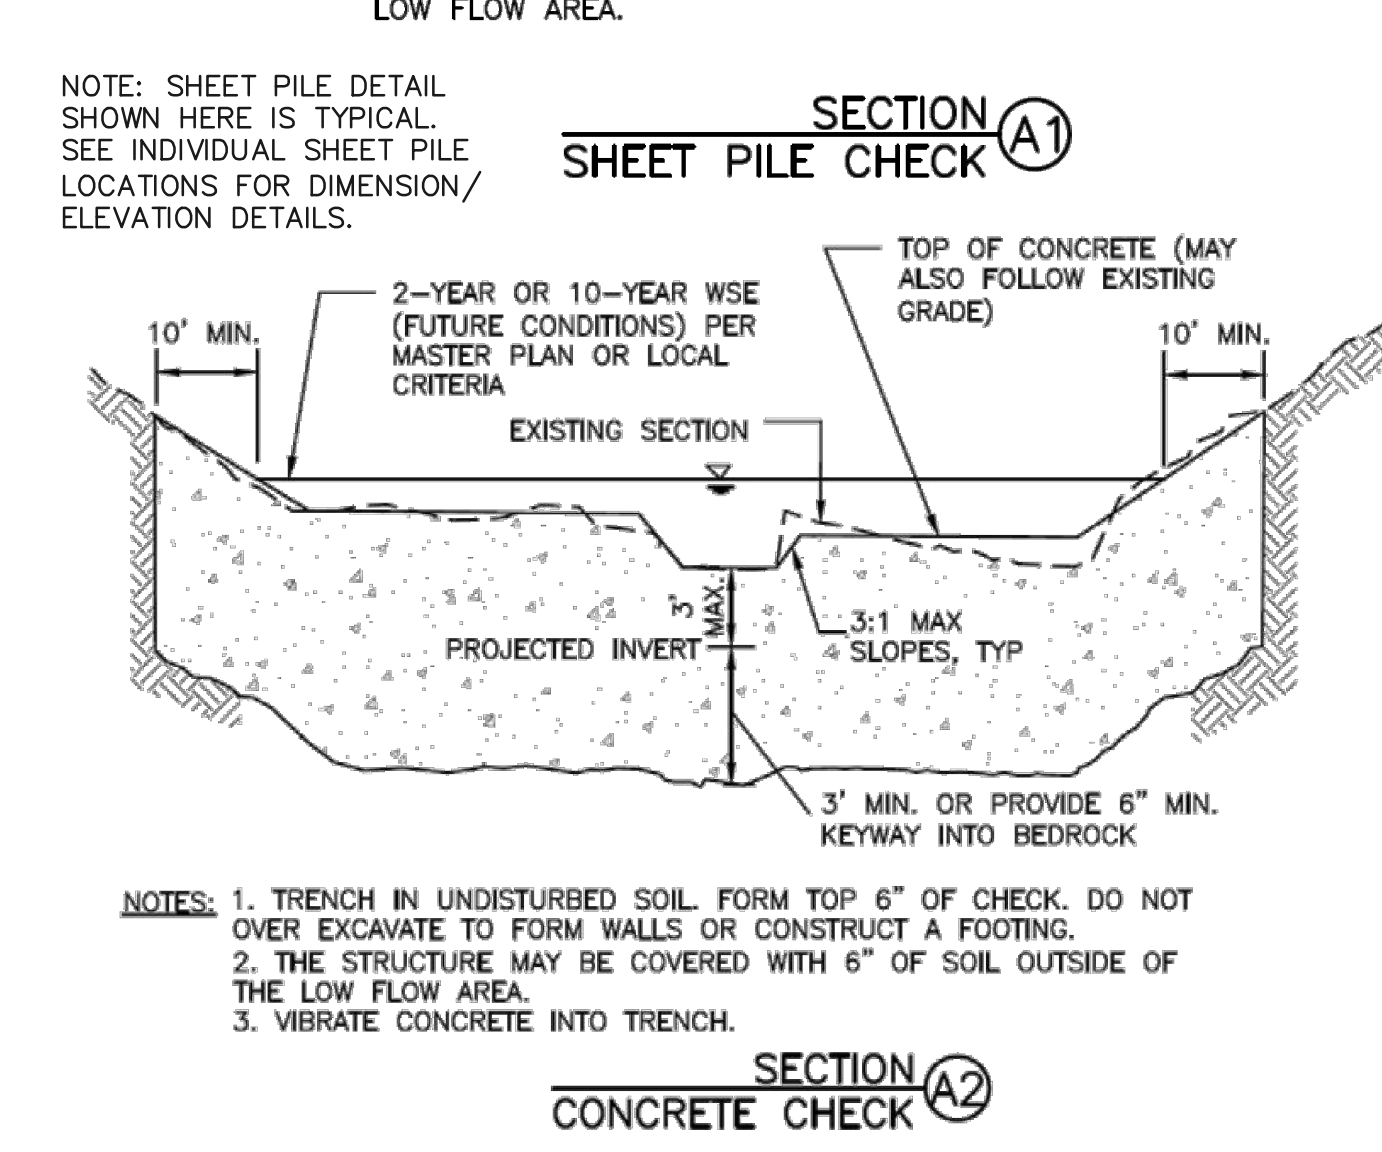 LOW FLOW AREA.
NOTE: SHEET PILE DETAIL
SHOWN HERE IS TYPICAL.
SEE INDIVIDUAL SHEET PILE
LOCATIONS FOR DIMENSION/
ELEVATION DETAILS.
SECTION
SHEET PILE CHECK
A1
TOP OF CONCRETE (MAY
ALSO FOLLOW EXISTING
GRADE)
2-YEAR OR 10-YEAR WSE
(FUTURE CONDITIONS) PER
MASTER PLAN OR LOCAL
CRITERIA
10' MIN.
10' MIN.
EXISTING SECTION
3'
MAX.
PROJECTED INVERT
3:1 MAX
SLOPES, TYP
3' MIN. OR PROVIDE 6" MIN.
KEYWAY INTO BEDROCK
NOTES: 1. TRENCH IN UNDISTURBED SOIL. FORM TOP 6" OF CHECK. DO NOT
OVER EXCAVATE TO FORM WALLS OR CONSTRUCT A FOOTING.
2. THE STRUCTURE MAY BE COVERED WITH 6" OF SOIL OUTSIDE OF
THE LOW FLOW AREA.
3. VIBRATE CONCRETE INTO TRENCH.
SECTION
CONCRETE CHECK
A2